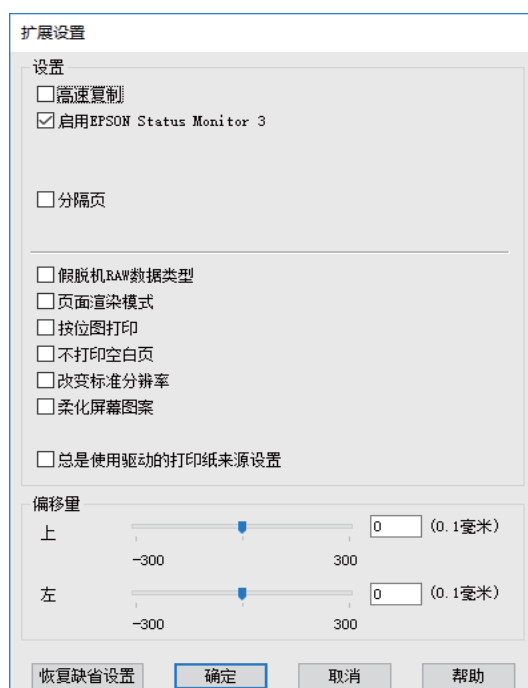 扩展设置
设置
高速复制
启用EPSON Status Monitor 3
分隔页
假脱机RAW数据类型
页面渲染模式
按位图打印
不打印空白页
改变标准分辨率
柔化屏幕图案
总是使用驱动的打印纸来源设置
偏移量
上 0 (0.1毫米)
-300 300
左 0 (0.1毫米)
-300 300
恢复缺省设置 确定 取消 帮助